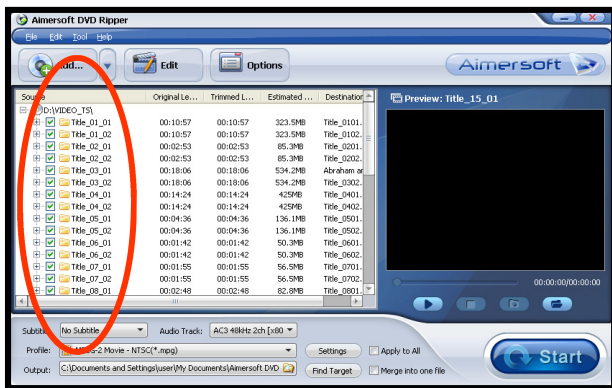 Aimersoft DVD Ripper
File Edit Tool Help
Add... Edit Options Aimersoft
Source Original Le... Trimmed L... Estimated ... Destination
D:\VIDEO_TS\
Title_01_01 00:10:57 00:10:57 323.5MB Title_0101.
Title_01_02 00:10:57 00:10:57 323.5MB Title_0102.
Title_02_01 00:02:53 00:02:53 85.3MB Title_0201.
Title_02_02 00:02:53 00:02:53 85.3MB Title_0202.
Title_03_01 00:18:06 00:18:06 534.2MB Abraham ar
Title_03_02 00:18:06 00:18:06 534.2MB Title_0302.
Title_04_01 00:14:24 00:14:24 425MB Title_0401.
Title_04_02 00:14:24 00:14:24 425MB Title_0402.
Title_05_01 00:04:36 00:04:36 136.1MB Title_0501.
Title_05_02 00:04:36 00:04:36 136.1MB Title_0502.
Title_06_01 00:01:42 00:01:42 50.3MB Title_0601.
Title_06_02 00:01:42 00:01:42 50.3MB Title_0602.
Title_07_01 00:01:55 00:01:55 56.5MB Title_0701.
Title_07_02 00:01:55 00:01:55 56.5MB Title_0702.
Title_08_01 00:02:48 00:02:48 82.8MB Title_0801.
Preview: Title_15_01
00:00:00/00:00:00
No Subtitle Audio Track: AC3 48kHz 2ch [x80
Profile: MPEG-2 Movie - NTSC(*.mpg) Settings Apply to All
Output: C:\Documents and Settings\user\My Documents\Aimersoft DVD Find Target Merge into one file
Start